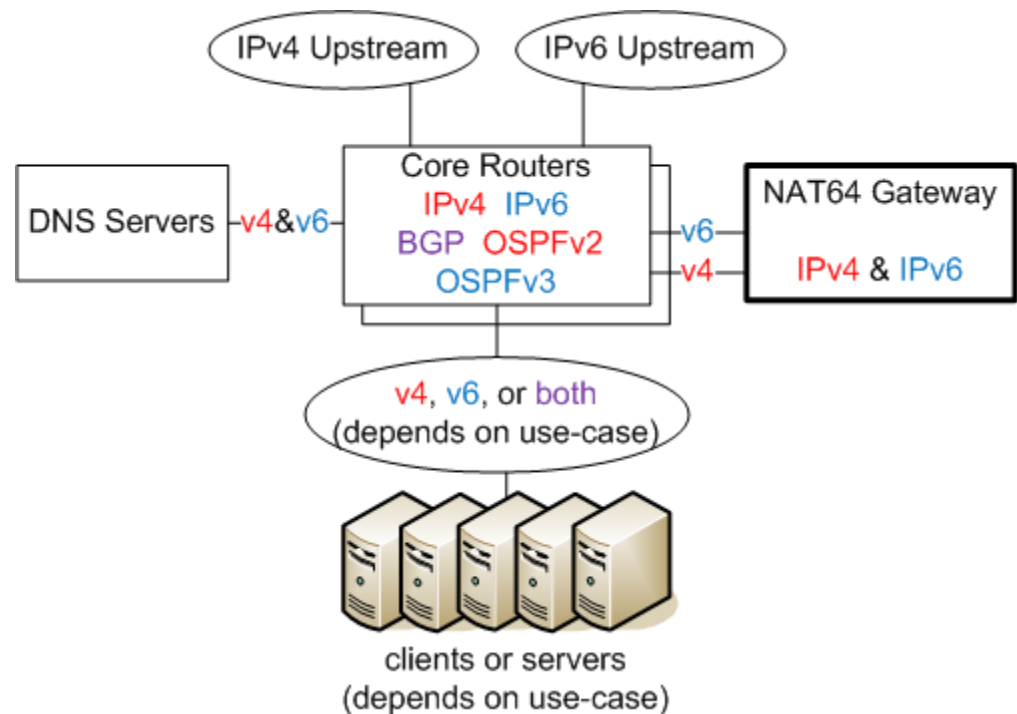 IPv4 Upstream
IPv6 Upstream
DNS Servers
v4&v6
Core Routers
IPv4 IPv6
BGP OSPFv2
OSPFv3
v6
v4
NAT64 Gateway
IPv4 & IPv6
v4, v6, or both
(depends on use-case)
clients or servers
(depends on use-case)